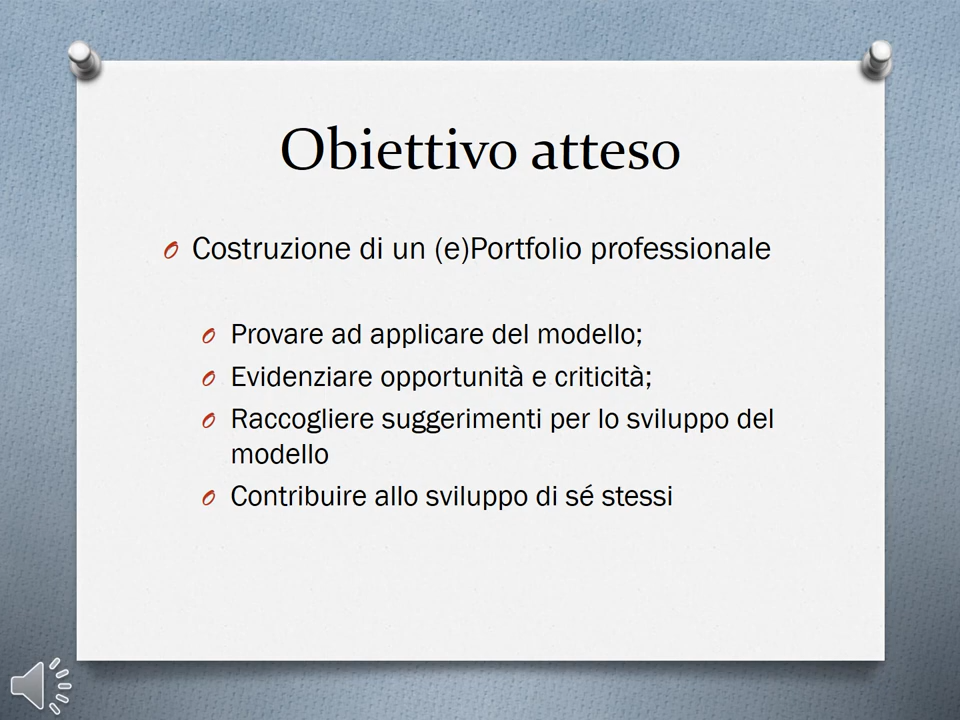 Obiettivo atteso
Costruzione di un (e)Portfolio professionale
Provare ad applicare del modello;
Evidenziare opportunità e criticità;
Raccogliere suggerimenti per lo sviluppo del
modello
Contribuire allo sviluppo di sé stessi